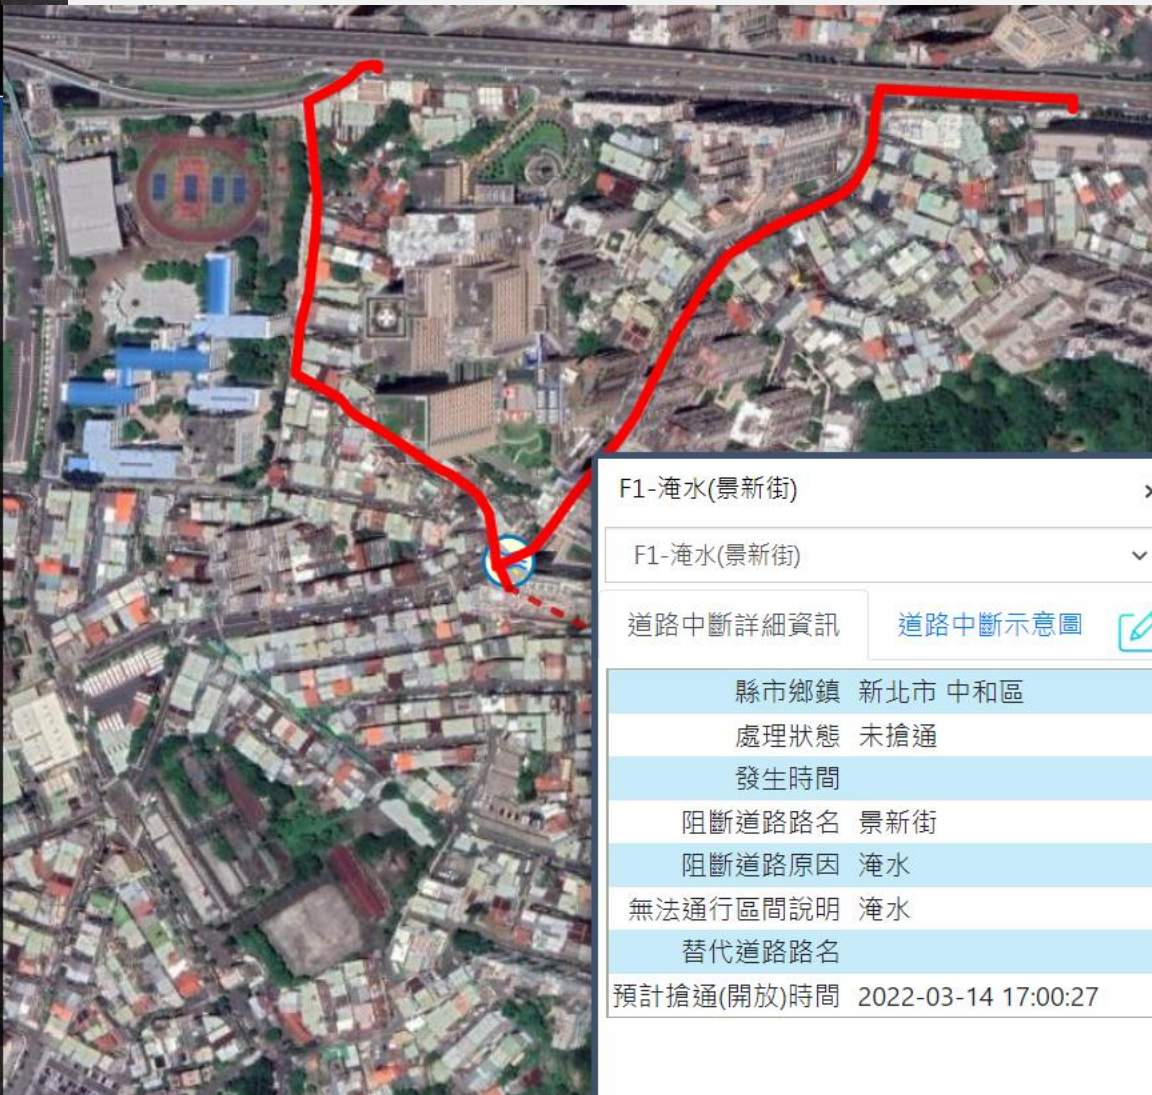 F1-淹水(景新街)
F1-淹水(景新街)
道路中斷詳細資訊 道路中斷示意圖
縣市鄉鎮 新北市 中和區
處理狀態 未搶通
發生時間
阻斷道路路名 景新街
阻斷道路原因 淹水
無法通行區間說明 淹水
替代道路路名
預計搶通(開放)時間 2022-03-14 17:00:27